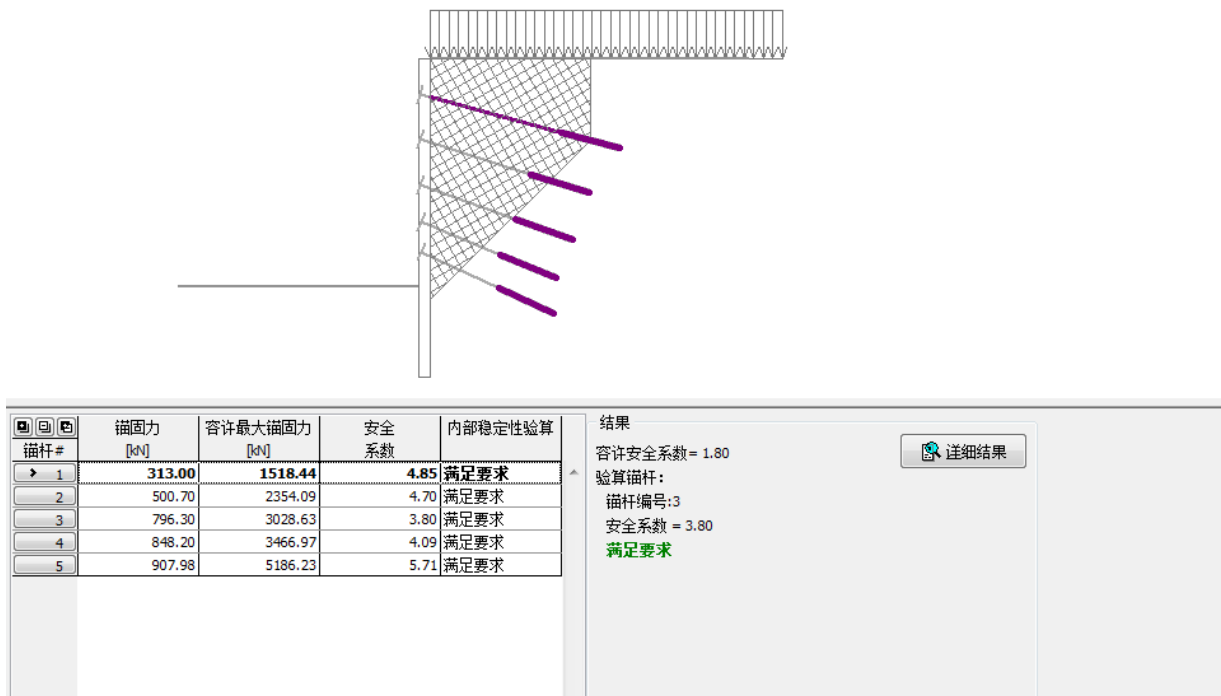 锚固力 容许最大锚固力 安全 内部稳定性验算
锚杆# [kN] [kN] 系数
1 313.00 1518.44 4.85 满足要求
2 500.70 2354.09 4.70 满足要求
3 796.30 3028.63 3.80 满足要求
4 848.20 3466.97 4.09 满足要求
5 907.98 5186.23 5.71 满足要求
结果
容许安全系数= 1.80
详细结果
验算锚杆:
锚杆编号:3
安全系数 = 3.80
满足要求